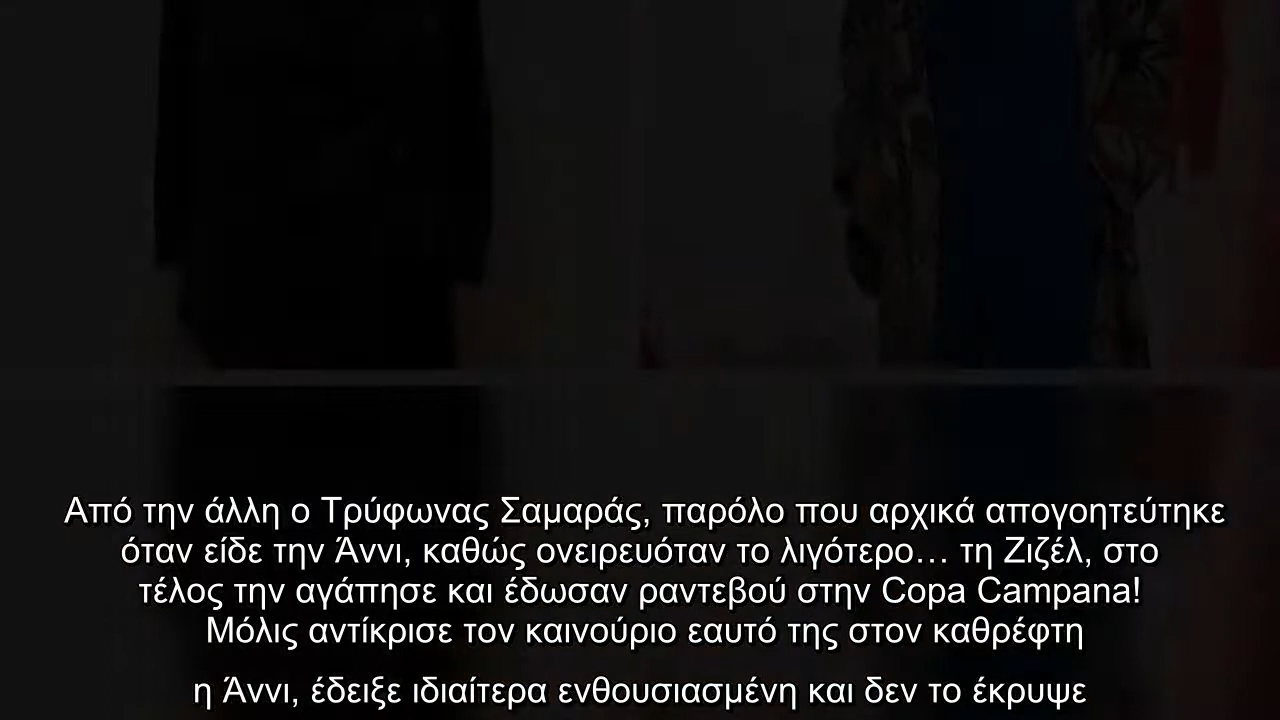 Από την άλλη ο Τρύφωνας Σαμαράς, παρόλο που αρχικά απογοητεύτηκε
όταν είδε την Άννι, καθώς ονειρευόταν το λιγότερο… τη Ζιζέλ, στο
τέλος την αγάπησε και έδωσαν ραντεβού στην Copa Campana!
Μόλις αντίκρισε τον καινούριο εαυτό της στον καθρέφτη
η Άννι, έδειξε ιδιαίτερα ενθουσιασμένη και δεν το έκρυψε